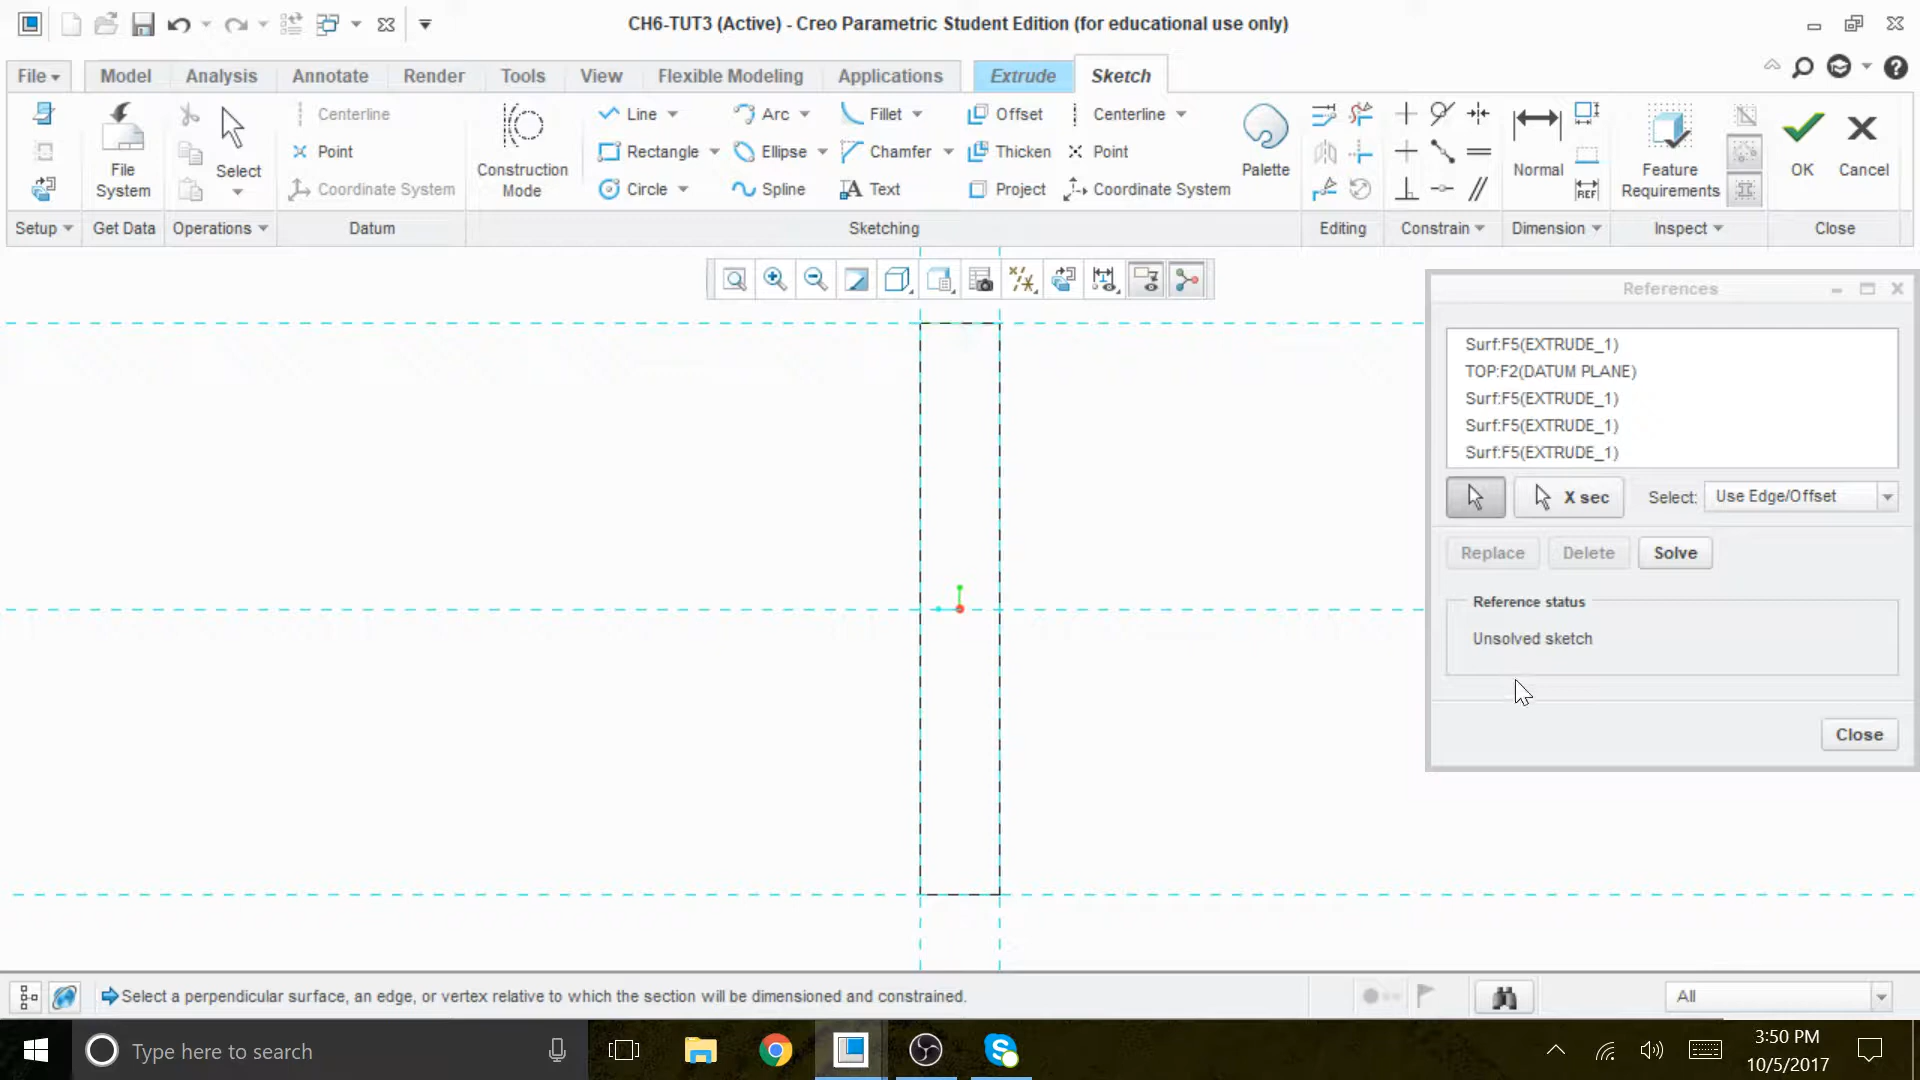 CH6-TUT3 (Active) - Creo Parametric Student Edition (for educational use only)
File Model Analysis Annotate Render Tools View Flexible Modeling Applications Extrude Sketch
Centerline Line Arc Fillet Offset Centerline
Point Rectangle Ellipse Chamfer Thicken Point
Coordinate System Circle Spline Text Project Coordinate System
File
System
Select
Construction
Mode
Palette
Normal
REF
Feature
Requirements
OK
Cancel
Setup Get Data Operations Datum Sketching Editing Constrain Dimension Inspect Close
References
Surf:F5(EXTRUDE_1)
TOP:F2(DATUM PLANE)
Surf:F5(EXTRUDE_1)
Surf:F5(EXTRUDE_1)
Surf:F5(EXTRUDE_1)
X sec Select: Use Edge/Offset
Replace Delete Solve
Reference status
Unsolved sketch
Close
Select a perpendicular surface, an edge, or vertex relative to which the section will be dimensioned and constrained.
All
Type here to search
3:50 PM
10/5/2017